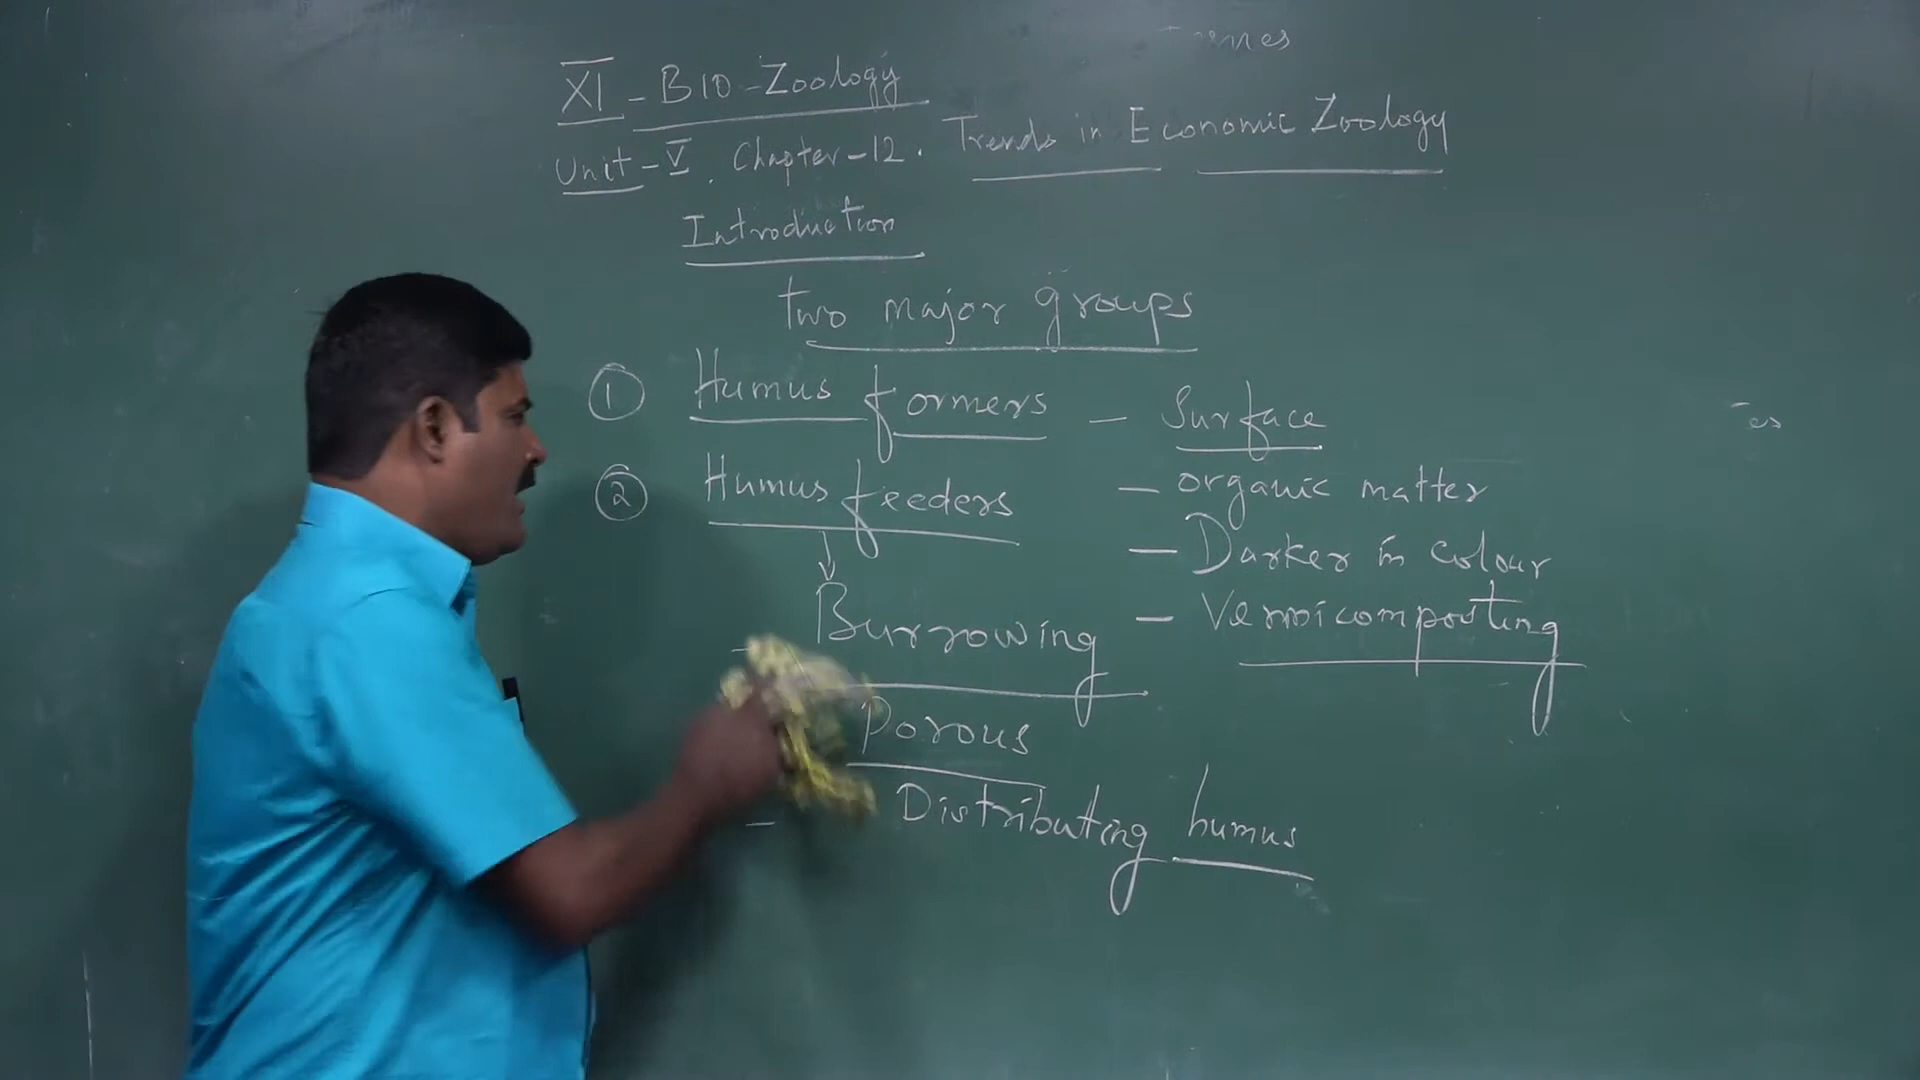 XI - BIO-Zoology
Unit - V. Chapter - 12. Trends in Economic Zoology
Introduction
two major groups
① Humus formers - Surface
② Humus feeders - organic matter
- Darker in colour
Burrowing - Vermicomposting
Porous
- Distributing humus